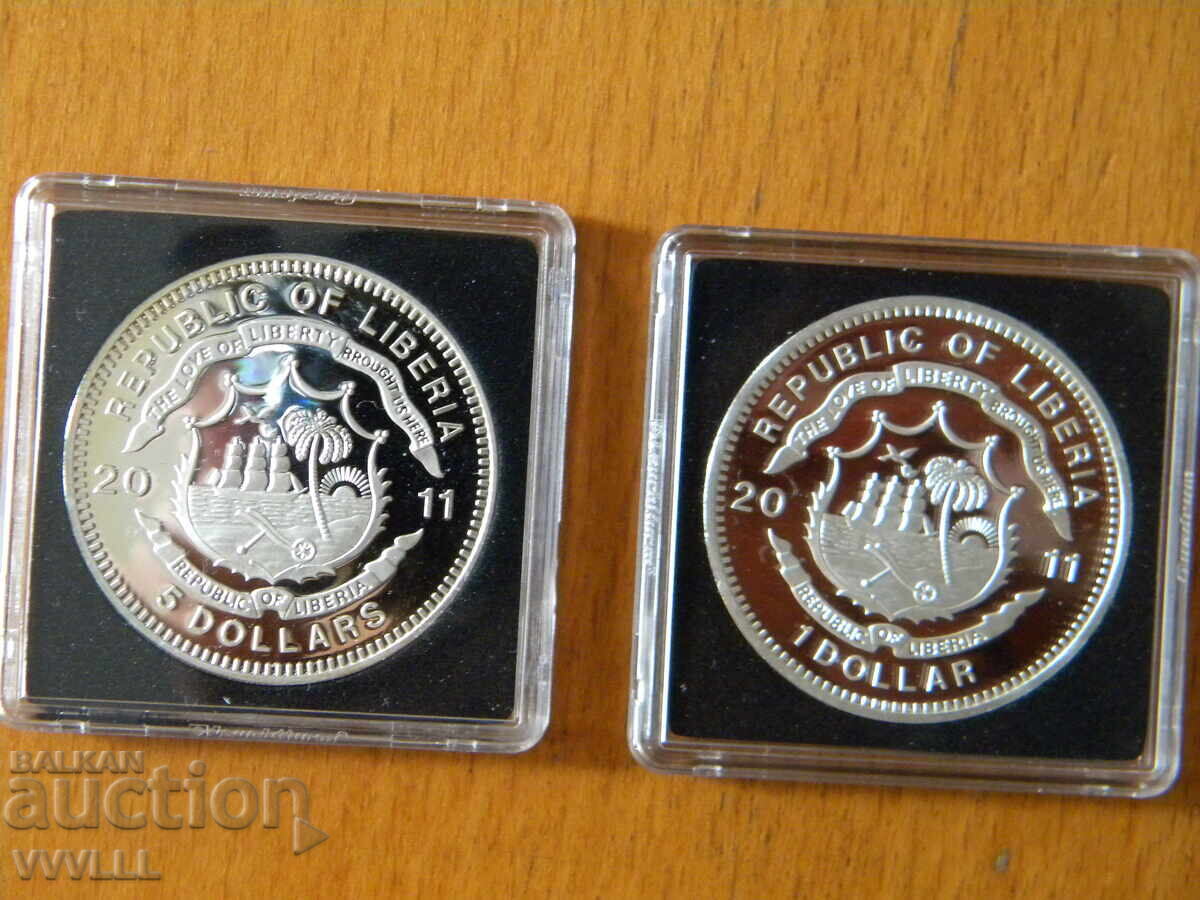 REPUBLIC OF LIBERIA
THE LOVE OF LIBERTY BROUGHT US HERE
20 11
REPUBLIC OF LIBERIA
5 DOLLARS
REPUBLIC OF LIBERIA
THE LOVE OF LIBERTY BROUGHT US HERE
20 11
REPUBLIC OF LIBERIA
1 DOLLAR
BALKAN
auction
VVVLLL